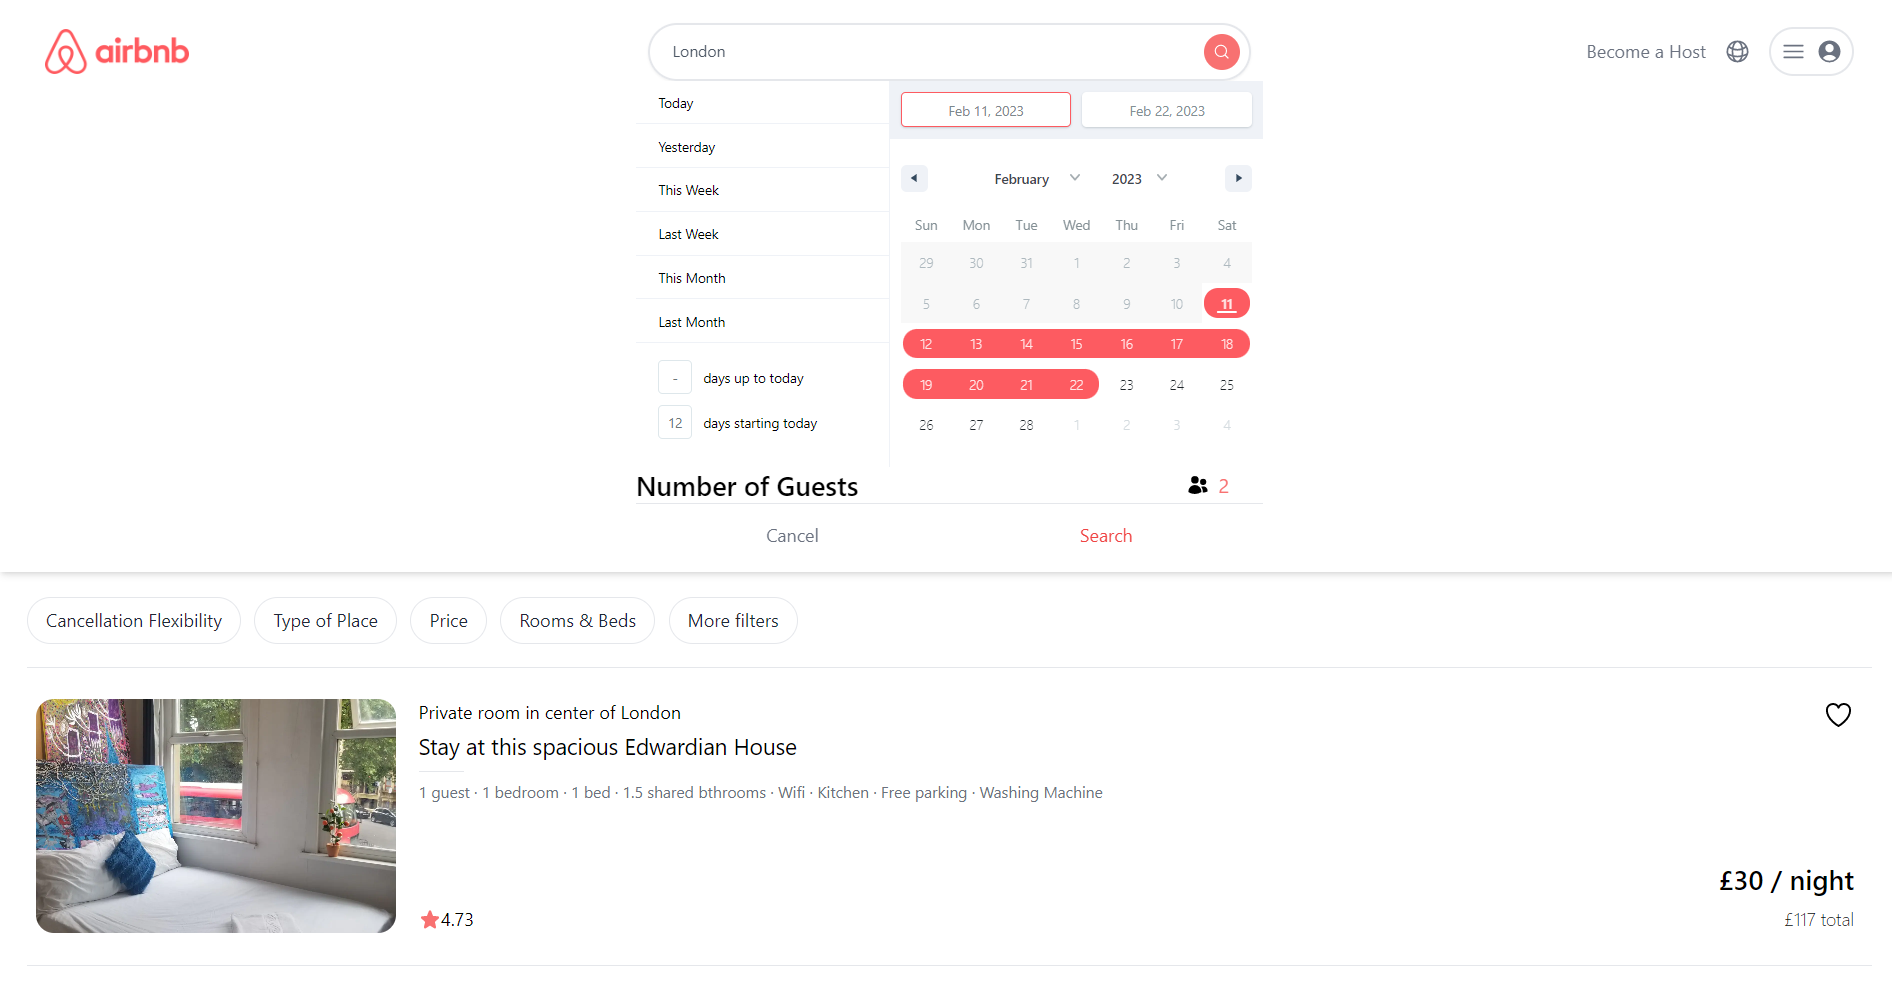 airbnb
London
Become a Host
Today
Yesterday
This Week
Last Week
This Month
Last Month
- days up to today
12 days starting today
Feb 11, 2023 Feb 22, 2023
February 2023
Sun Mon Tue Wed Thu Fri Sat
29 30 31 1 2 3 4
5 6 7 8 9 10 11
12 13 14 15 16 17 18
19 20 21 22 23 24 25
26 27 28 1 2 3 4
Number of Guests 2
Cancel Search
Cancellation Flexibility Type of Place Price Rooms & Beds More filters
Private room in center of London
Stay at this spacious Edwardian House
1 guest · 1 bedroom · 1 bed · 1.5 shared bthrooms · Wifi · Kitchen · Free parking · Washing Machine
4.73
£30 / night
£117 total